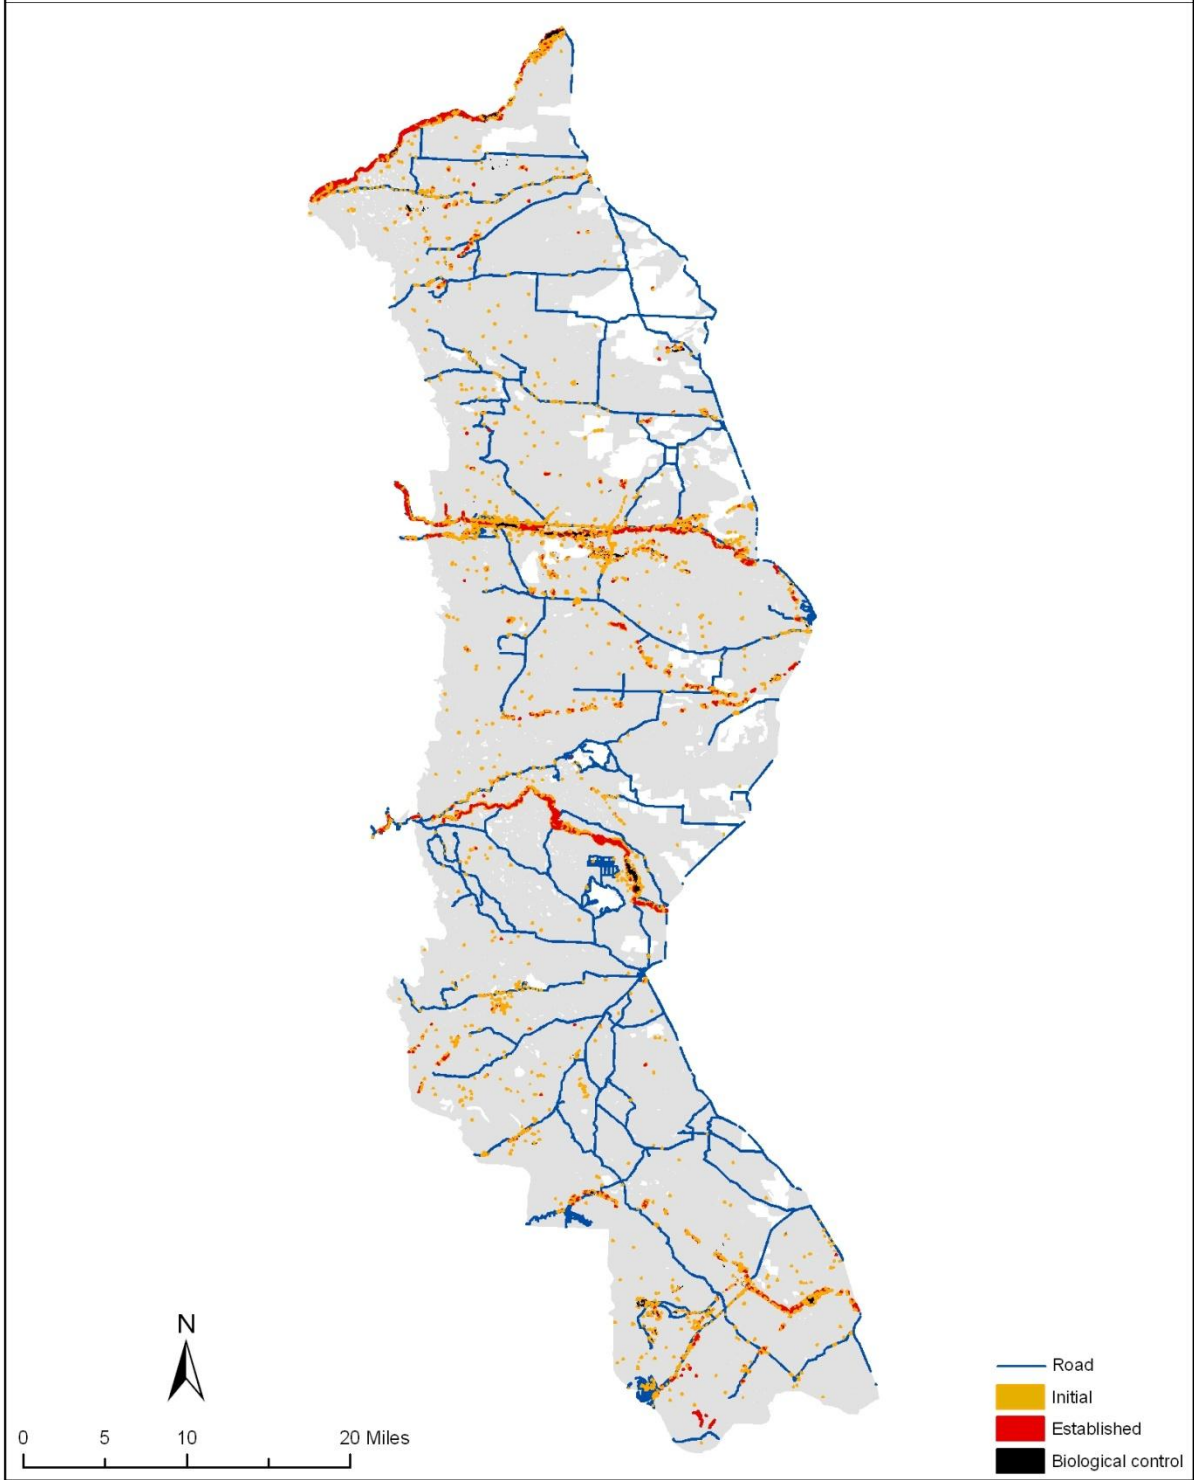 N
0 5 10 20 Miles
Road
Initial
Established
Biological control